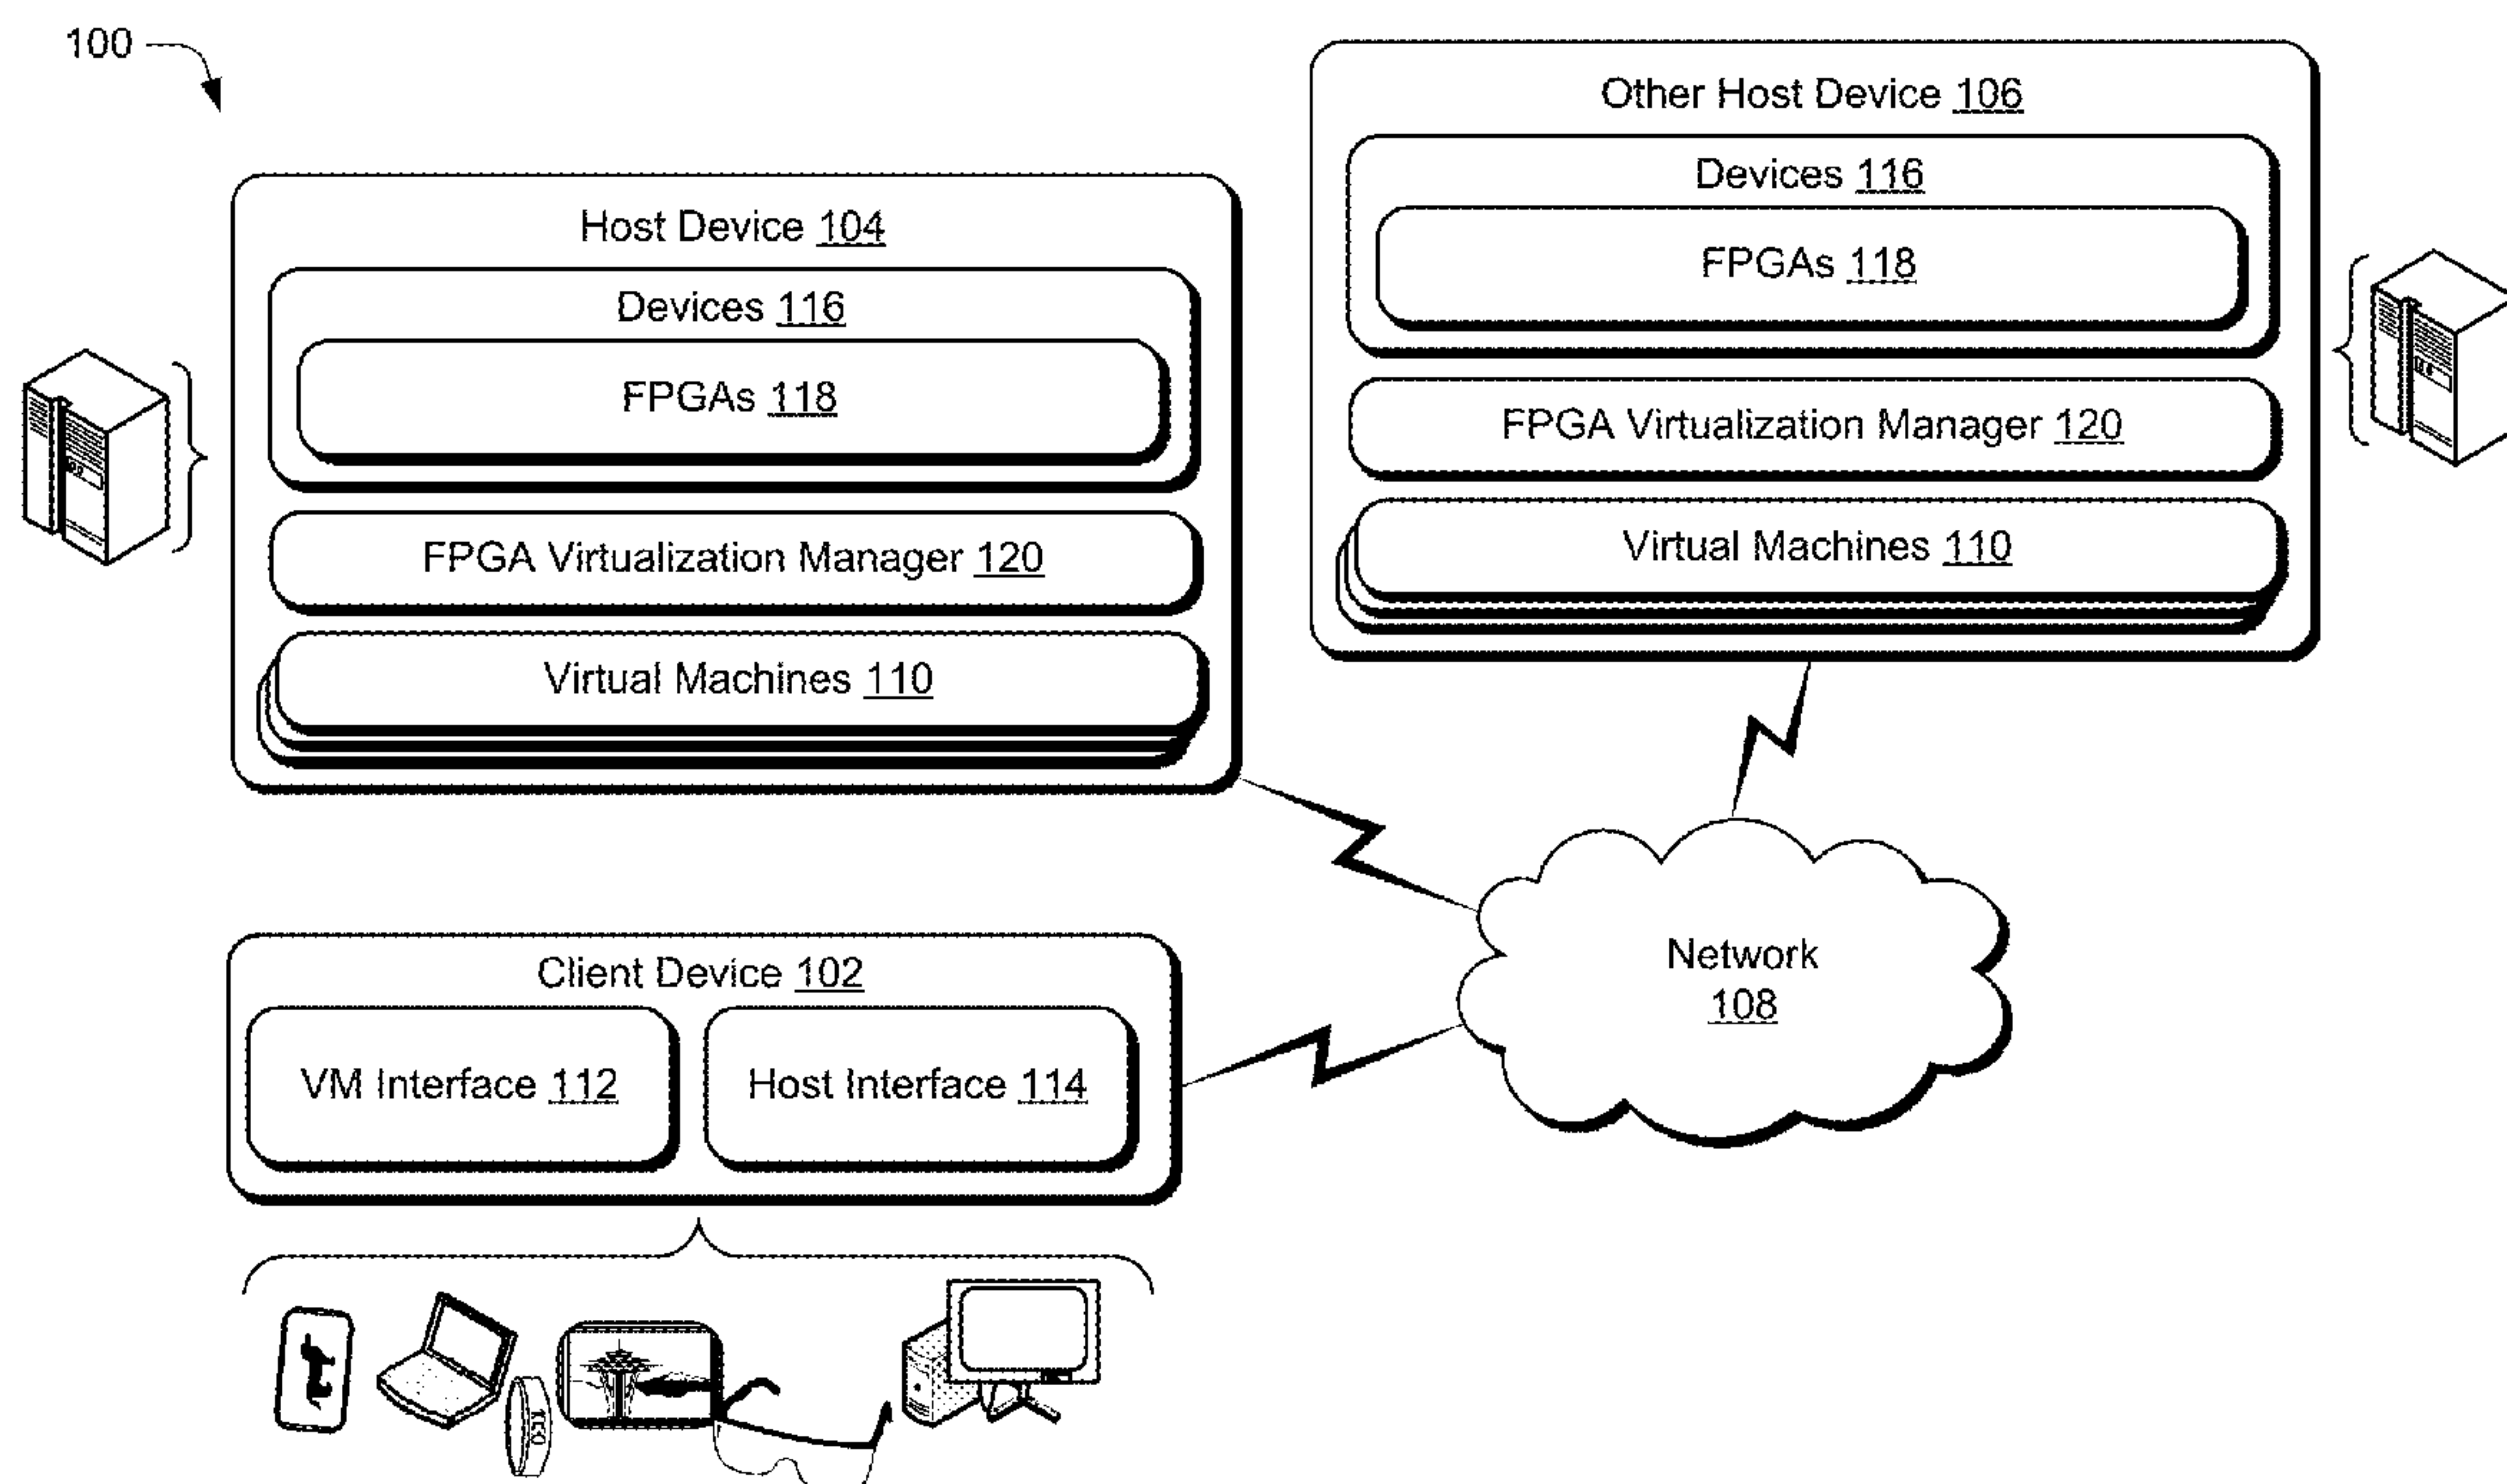 100
Other Host Device 106
Devices 116
FPGAs 118
FPGA Virtualization Manager 120
Virtual Machines 110
Host Device 104
Devices 116
FPGAs 118
FPGA Virtualization Manager 120
Virtual Machines 110
Network
108
Client Device 102
VM Interface 112
Host Interface 114